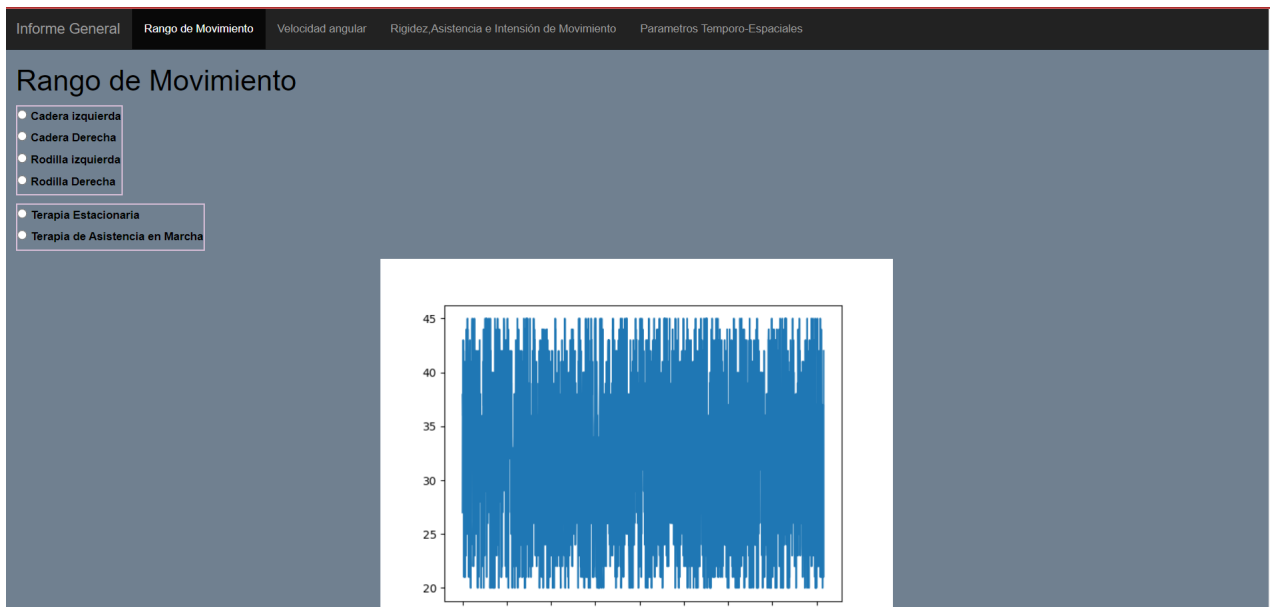 Informe General Rango de Movimiento Velocidad angular Rigidez,Asistencia e Intensión de Movimiento Parametros Temporo-Espaciales
Rango de Movimiento
Cadera izquierda
Cadera Derecha
Rodilla izquierda
Rodilla Derecha
Terapia Estacionaria
Terapia de Asistencia en Marcha
45
40
35
30
25
20